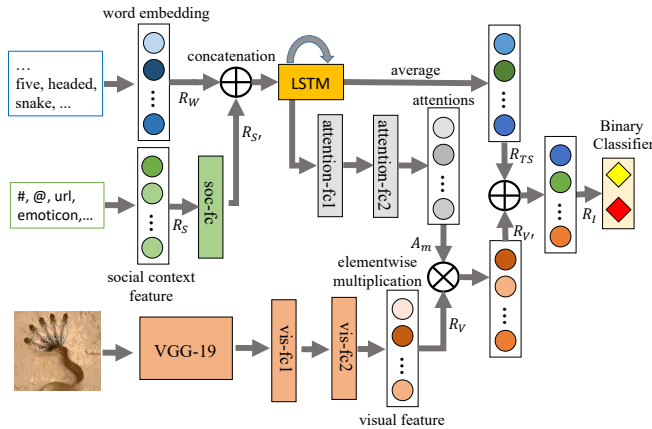 word embedding
…
five, headed,
snake, ...
R_W
concatenation
LSTM
average
attentions
R_S'
attention-fc1
attention-fc2
R_TS
Binary
Classifier
#, @, url,
emoticon,…
R_S
soc-fc
social context
feature
A_m
R_V'
R_I
elementwise
multiplication
R_V
VGG-19
vis-fc1
vis-fc2
visual feature